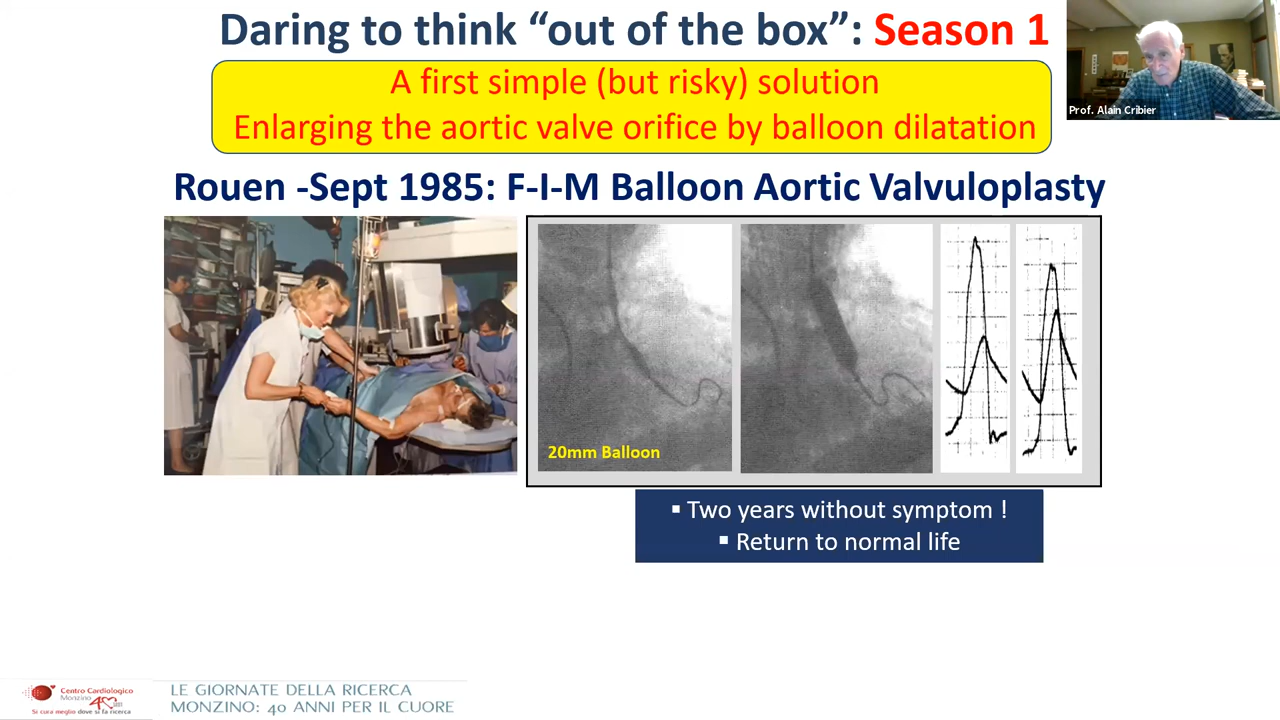 Daring to think “out of the box”: Season 1
Prof. Alain Cribier
A first simple (but risky) solution
Enlarging the aortic valve orifice by balloon dilatation
Rouen -Sept 1985: F-I-M Balloon Aortic Valvuloplasty
20mm Balloon
▪ Two years without symptom !
▪ Return to normal life
Centro Cardiologico
Monzino
Si cura meglio dove si fa ricerca
LE GIORNATE DELLA RICERCA
MONZINO: 40 ANNI PER IL CUORE